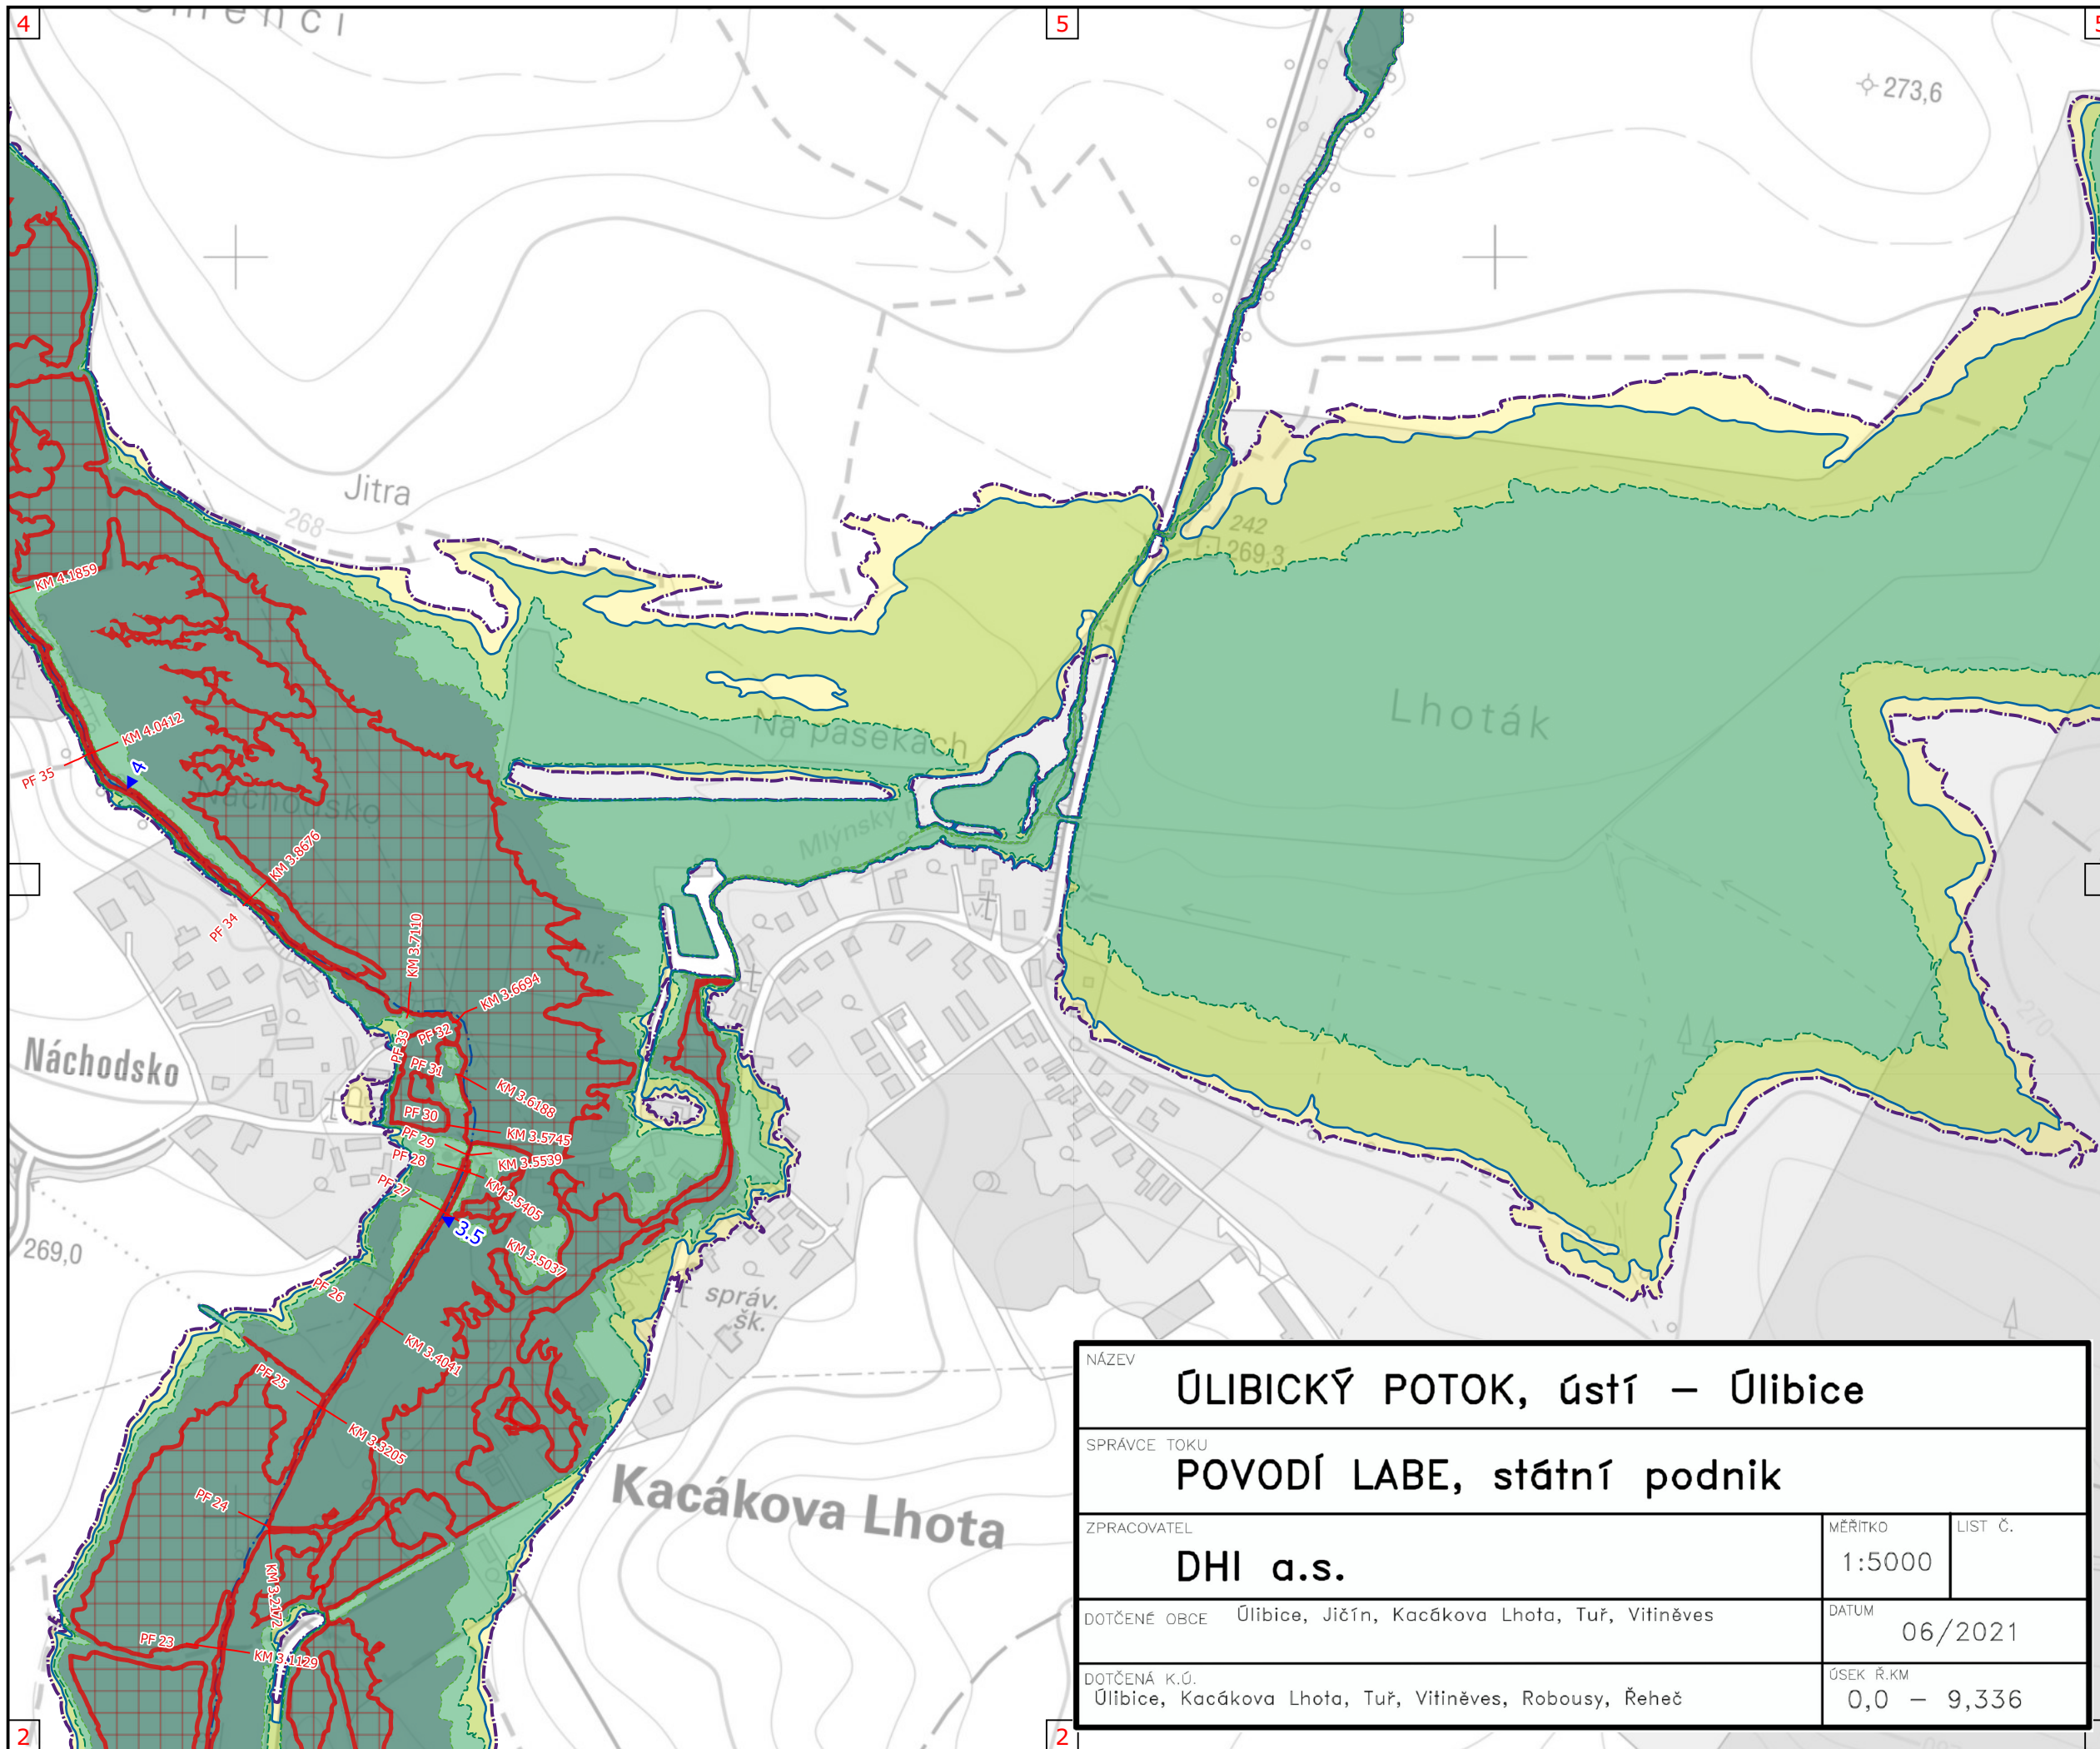 4
5
273,6
Jitra
268
242
269,3
KM 4.1859
KM 4.0412
PF 35
4
Náchodsko
Na pasekách
Lhoták
Mlýnský
KM 3.8676
PF 34
KM 3.7110
KM 3.6694
PF 33
PF 32
PF 31
KM 3.6188
PF 30
KM 3.5745
PF 29
KM 3.5539
PF 28
PF 27
KM 3.5405
3.5
KM 3.5037
Náchodsko
269,0
270
hř.
PF 26
KM 3.4041
PF 25
KM 3.3205
správ.
šk.
PF 24
KM 3.2172
PF 23
KM 3.1129
Kacákova Lhota
2
2
NÁZEV
ÚLIBICKÝ POTOK, ústí – Úlibice
SPRÁVCE TOKU
POVODÍ LABE, státní podnik
ZPRACOVATEL
DHI a.s.
MĚŘÍTKO
1:5000
LIST Č.
DOTČENÉ OBCE Úlibice, Jičín, Kacákova Lhota, Tuř, Vitiněves
DATUM
06/2021
DOTČENÁ K.Ú.
Úlibice, Kacákova Lhota, Tuř, Vitiněves, Robousy, Řeheč
ÚSEK Ř.KM
0,0 – 9,336